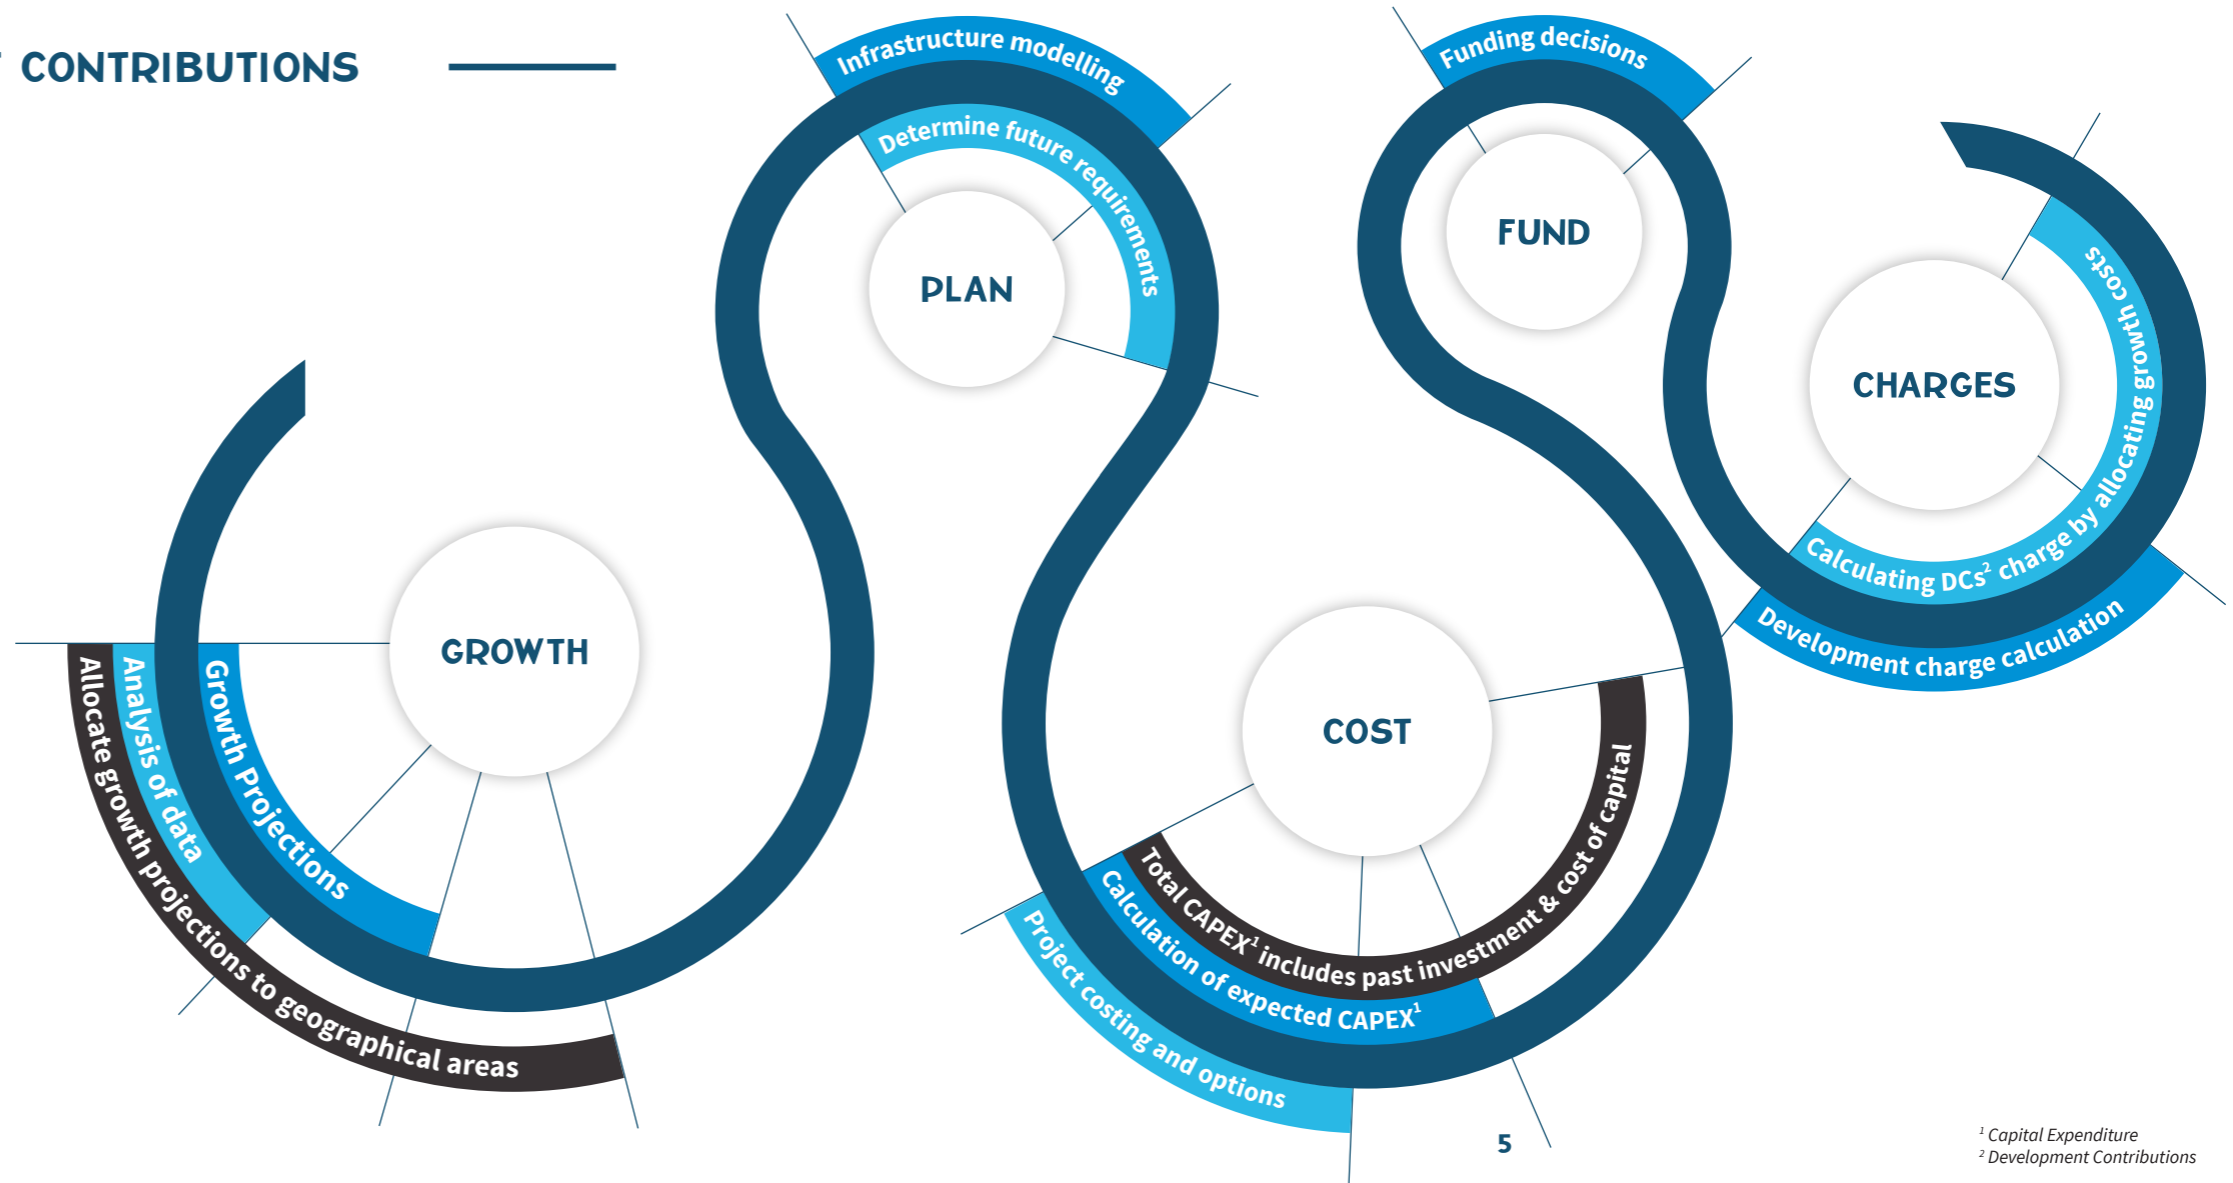 CONTRIBUTIONS
GROWTH
Growth Projections
Analysis of data
Allocate growth projections to geographical areas
Infrastructure modelling
Determine future requirements
PLAN
COST
Total CAPEX¹ includes past investment & cost of capital
Calculation of expected CAPEX¹
Project costing and options
Funding decisions
FUND
CHARGES
Calculating DCs² charge by allocating growth costs
Development charge calculation
5
¹ Capital Expenditure
² Development Contributions